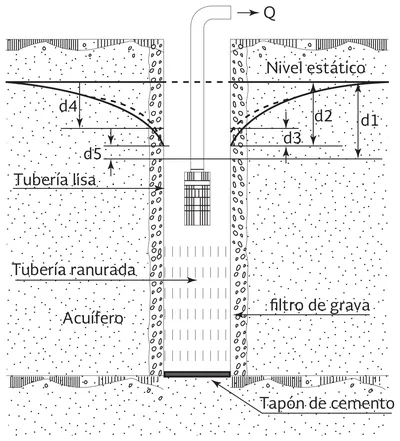 Q
Nivel estático
d4
d2
d1
d3
d5
Tubería lisa
Tubería ranurada
filtro de grava
Acuífero
Tapón de cemento